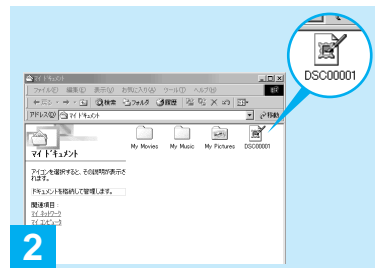 DSC00001
マイ ドキュメント
ファイル(F) 編集(E) 表示(V) お気に入り(A) ツール(T) ヘルプ(H)
検索 フォルダ 履歴
アドレス(D) マイ ドキュメント 移動
My Movies My Music My Pictures DSC00001
マイ ドキュメント
アイコンを選択すると、その説明が表示さ
れます。
ドキュメントを格納して管理します。
関連項目:
マイ ネットワーク
マイ コンピュータ
2